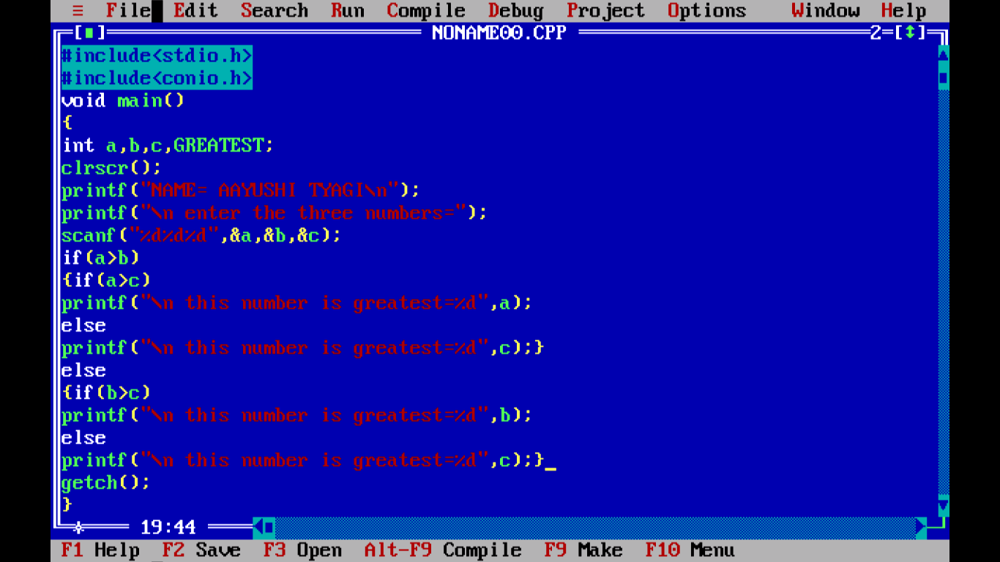 ≡ File Edit Search Run Compile Debug Project Options Window Help
[■] NONAME00.CPP 2=[↕]
#include<stdio.h>
#include<conio.h>
void main()
{
int a,b,c,GREATEST;
clrscr();
printf("NAME= AAYUSHI TYAGI\n");
printf("\n enter the three numbers=");
scanf("%d%d%d",&a,&b,&c);
if(a>b)
{if(a>c)
printf("\n this number is greatest=%d",a);
else
printf("\n this number is greatest=%d",c);}
else
{if(b>c)
printf("\n this number is greatest=%d",b);
else
printf("\n this number is greatest=%d",c);}_
getch();
}
19:44
F1 Help F2 Save F3 Open Alt-F9 Compile F9 Make F10 Menu